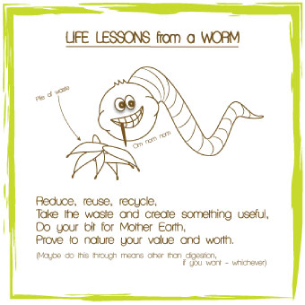 LIFE LESSONS from a WORM
Pile of waste
Om nom nom
Reduce, reuse, recycle,
Take the waste and create something useful,
Do your bit for Mother Earth,
Prove to nature your value and worth.
(Maybe do this through means other than digestion,
if you want - whichever)